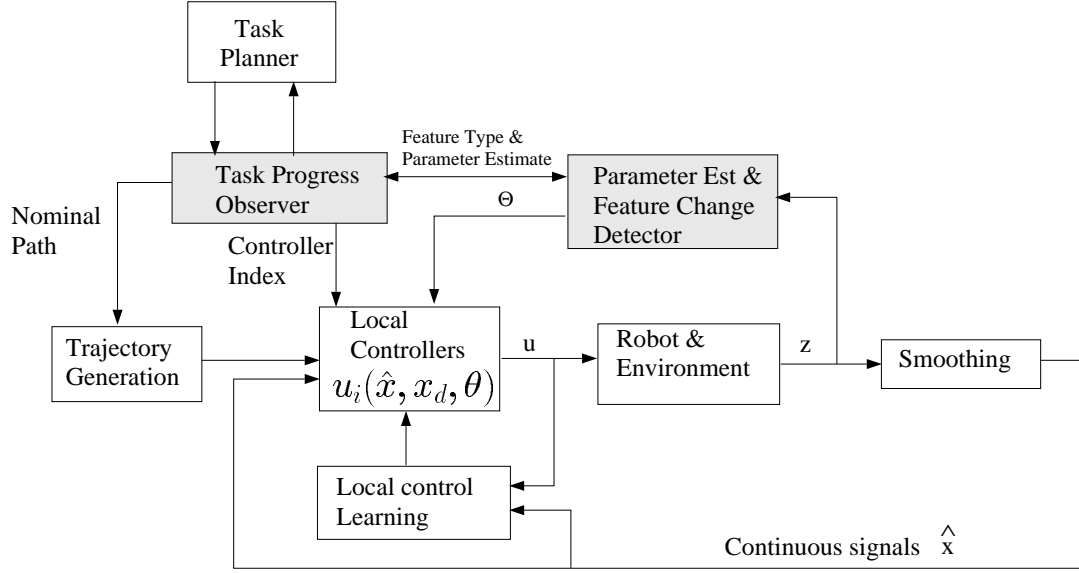 Task
Planner
Feature Type &
Parameter Estimate
Task Progress
Observer
Parameter Est &
Feature Change
Detector
Θ
Nominal
Path
Controller
Index
Local
Controllers
u_i(x̂, x_d, θ)
Trajectory
Generation
u
Robot &
Environment
z
Smoothing
Local control
Learning
Continuous signals x̂